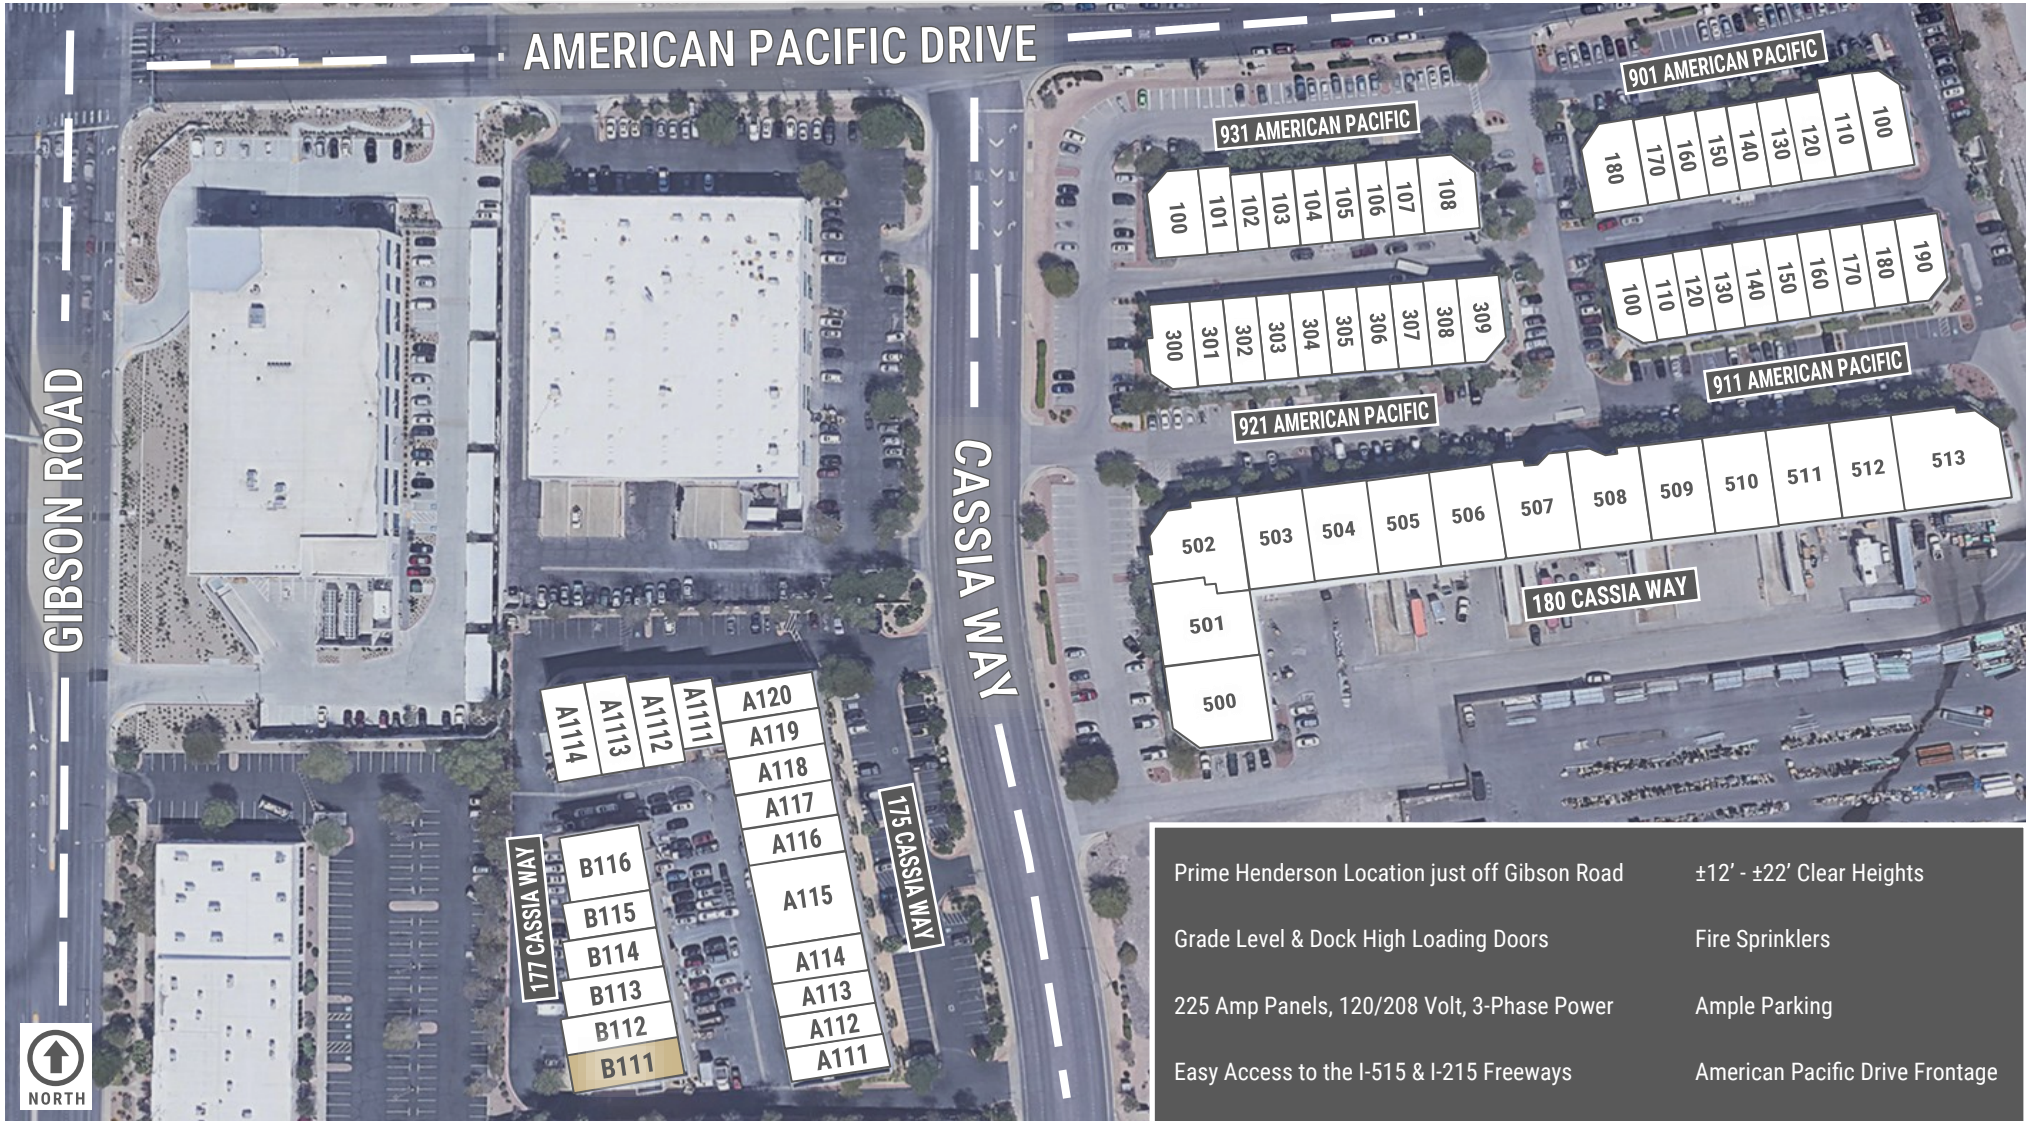 AMERICAN PACIFIC DRIVE
GIBSON ROAD
CASSIA WAY
901 AMERICAN PACIFIC
180
170
160
150
140
130
120
110
100
931 AMERICAN PACIFIC
100
101
102
103
104
105
106
107
108
100
110
120
130
140
150
160
170
180
190
911 AMERICAN PACIFIC
300
301
302
303
304
305
306
307
308
309
921 AMERICAN PACIFIC
502
503
504
505
506
507
508
509
510
511
512
513
501
500
180 CASSIA WAY
A1114
A1113
A1112
A1111
A120
A119
A118
A117
A116
A115
A114
A113
A112
A111
175 CASSIA WAY
177 CASSIA WAY
B116
B115
B114
B113
B112
B111
NORTH
Prime Henderson Location just off Gibson Road
±12’ - ±22’ Clear Heights
Grade Level & Dock High Loading Doors
Fire Sprinklers
225 Amp Panels, 120/208 Volt, 3-Phase Power
Ample Parking
Easy Access to the I-515 & I-215 Freeways
American Pacific Drive Frontage